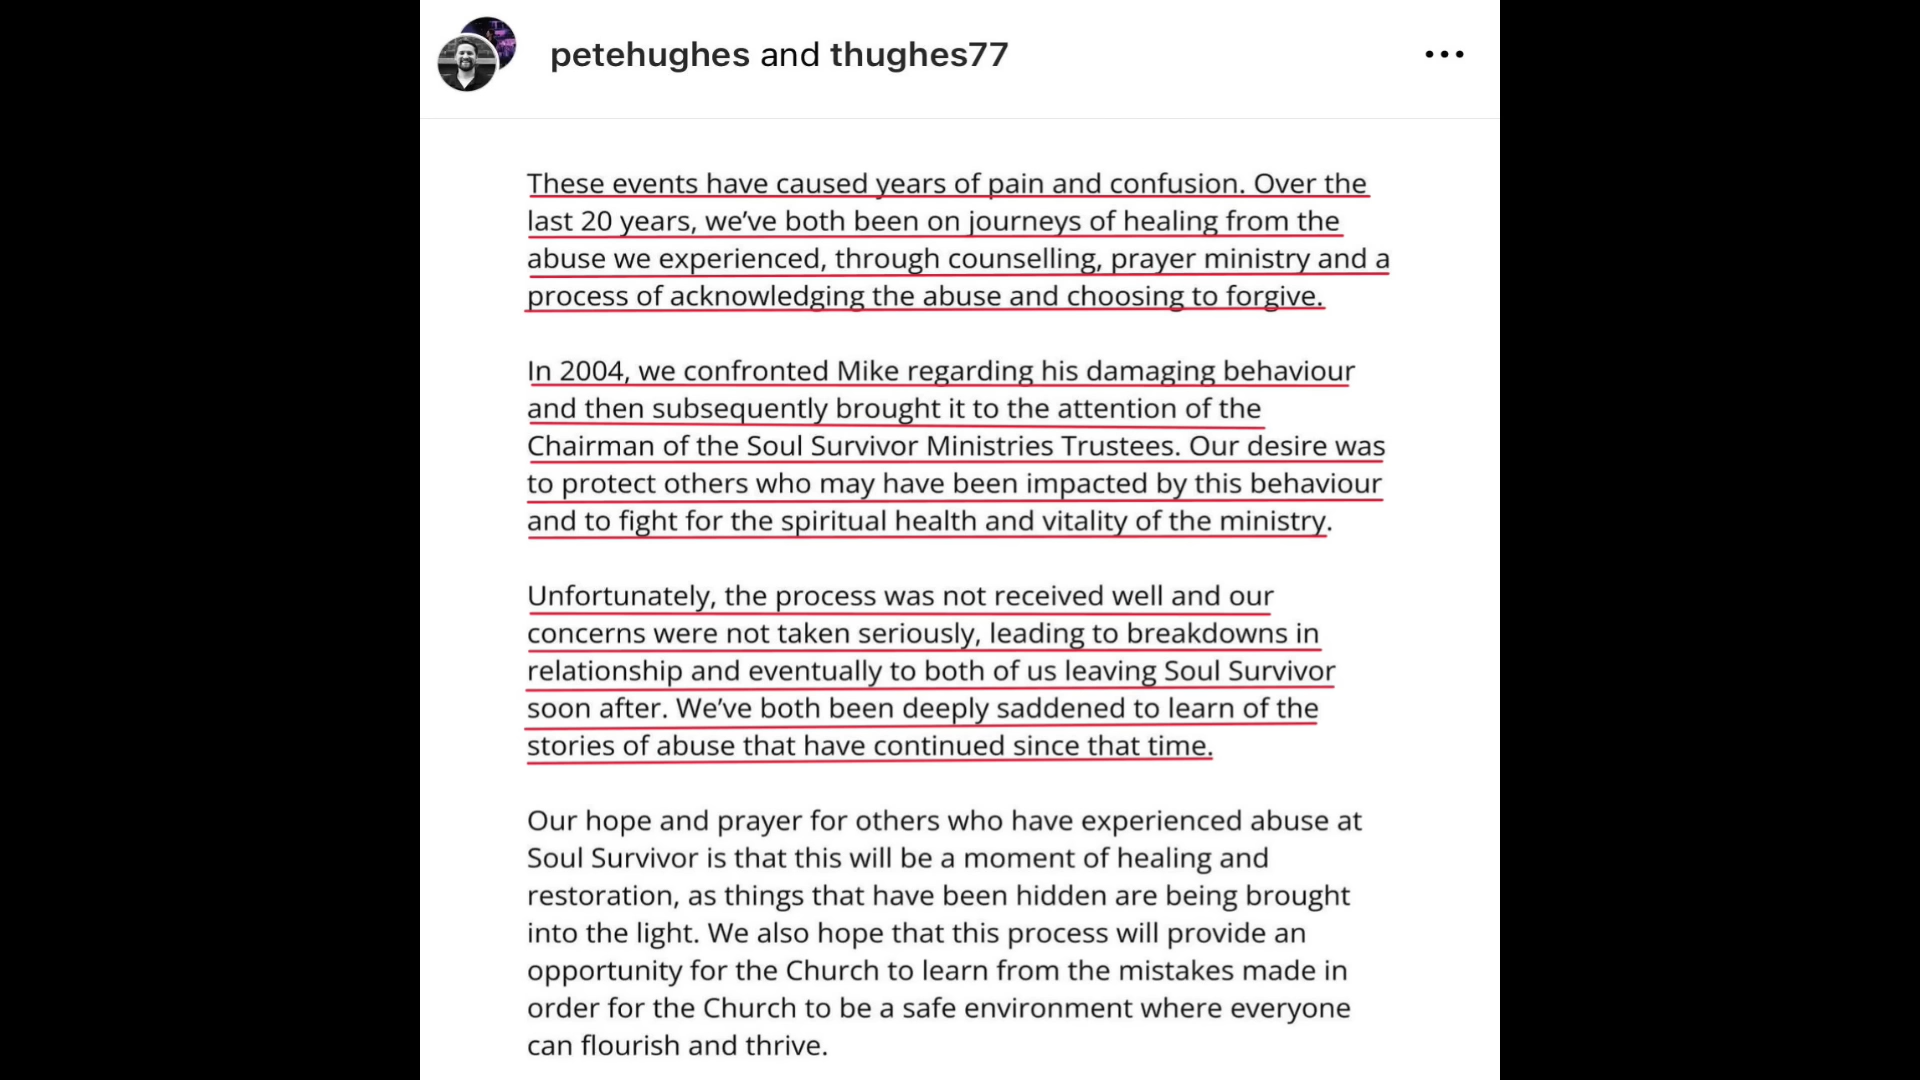 petehughes and thughes77
These events have caused years of pain and confusion. Over the
last 20 years, we’ve both been on journeys of healing from the
abuse we experienced, through counselling, prayer ministry and a
process of acknowledging the abuse and choosing to forgive.
In 2004, we confronted Mike regarding his damaging behaviour
and then subsequently brought it to the attention of the
Chairman of the Soul Survivor Ministries Trustees. Our desire was
to protect others who may have been impacted by this behaviour
and to fight for the spiritual health and vitality of the ministry.
Unfortunately, the process was not received well and our
concerns were not taken seriously, leading to breakdowns in
relationship and eventually to both of us leaving Soul Survivor
soon after. We’ve both been deeply saddened to learn of the
stories of abuse that have continued since that time.
Our hope and prayer for others who have experienced abuse at
Soul Survivor is that this will be a moment of healing and
restoration, as things that have been hidden are being brought
into the light. We also hope that this process will provide an
opportunity for the Church to learn from the mistakes made in
order for the Church to be a safe environment where everyone
can flourish and thrive.